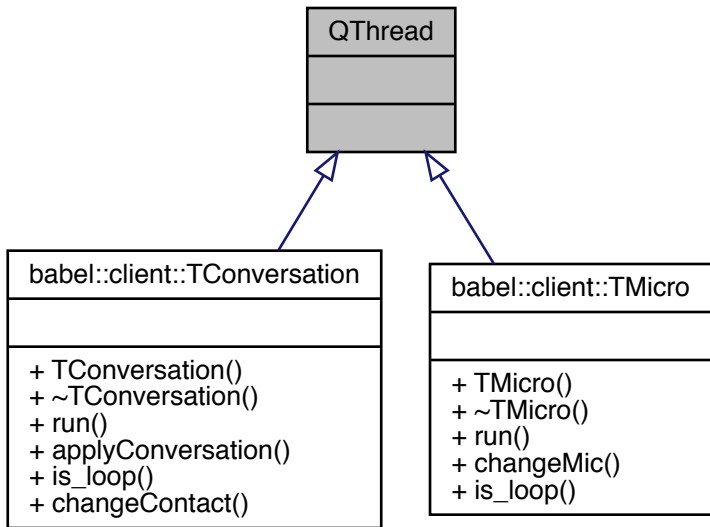 QThread
babel::client::TConversation
+ TConversation()
+ ~TConversation()
+ run()
+ applyConversation()
+ is_loop()
+ changeContact()
babel::client::TMicro
+ TMicro()
+ ~TMicro()
+ run()
+ changeMic()
+ is_loop()